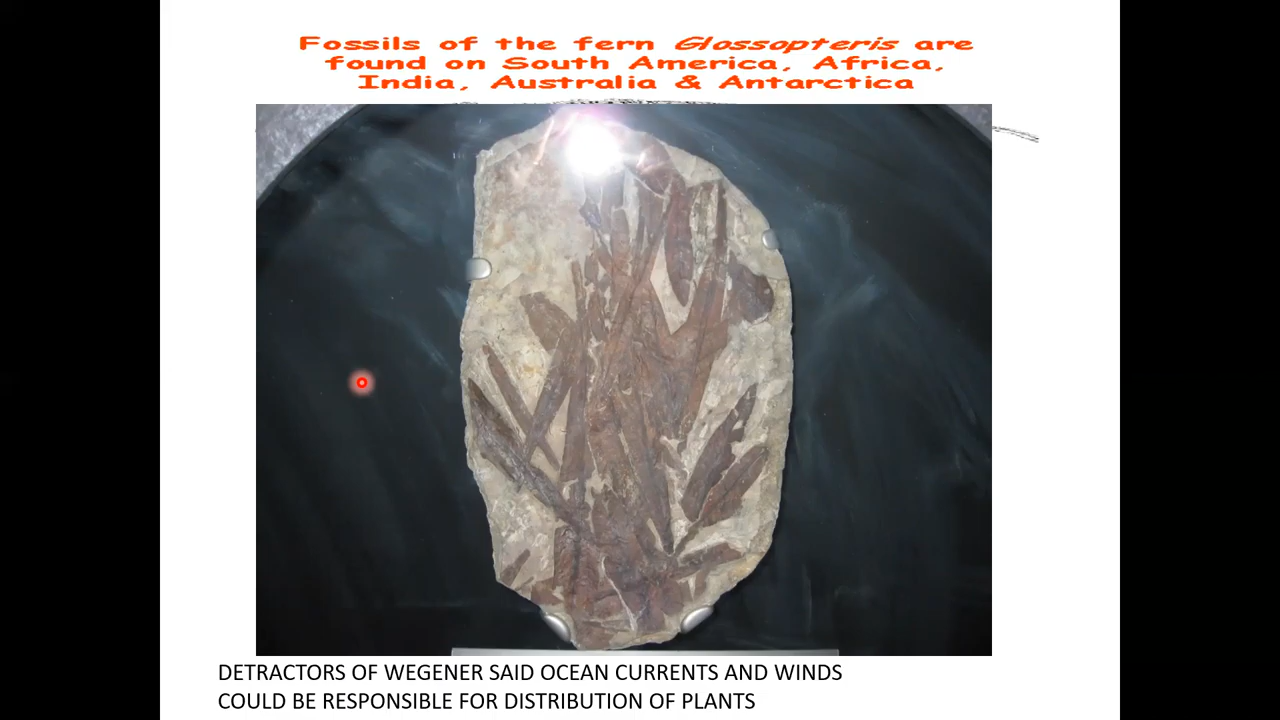 Fossils of the fern Glossopteris are
found on South America, Africa,
India, Australia & Antarctica
DETRACTORS OF WEGENER SAID OCEAN CURRENTS AND WINDS
COULD BE RESPONSIBLE FOR DISTRIBUTION OF PLANTS